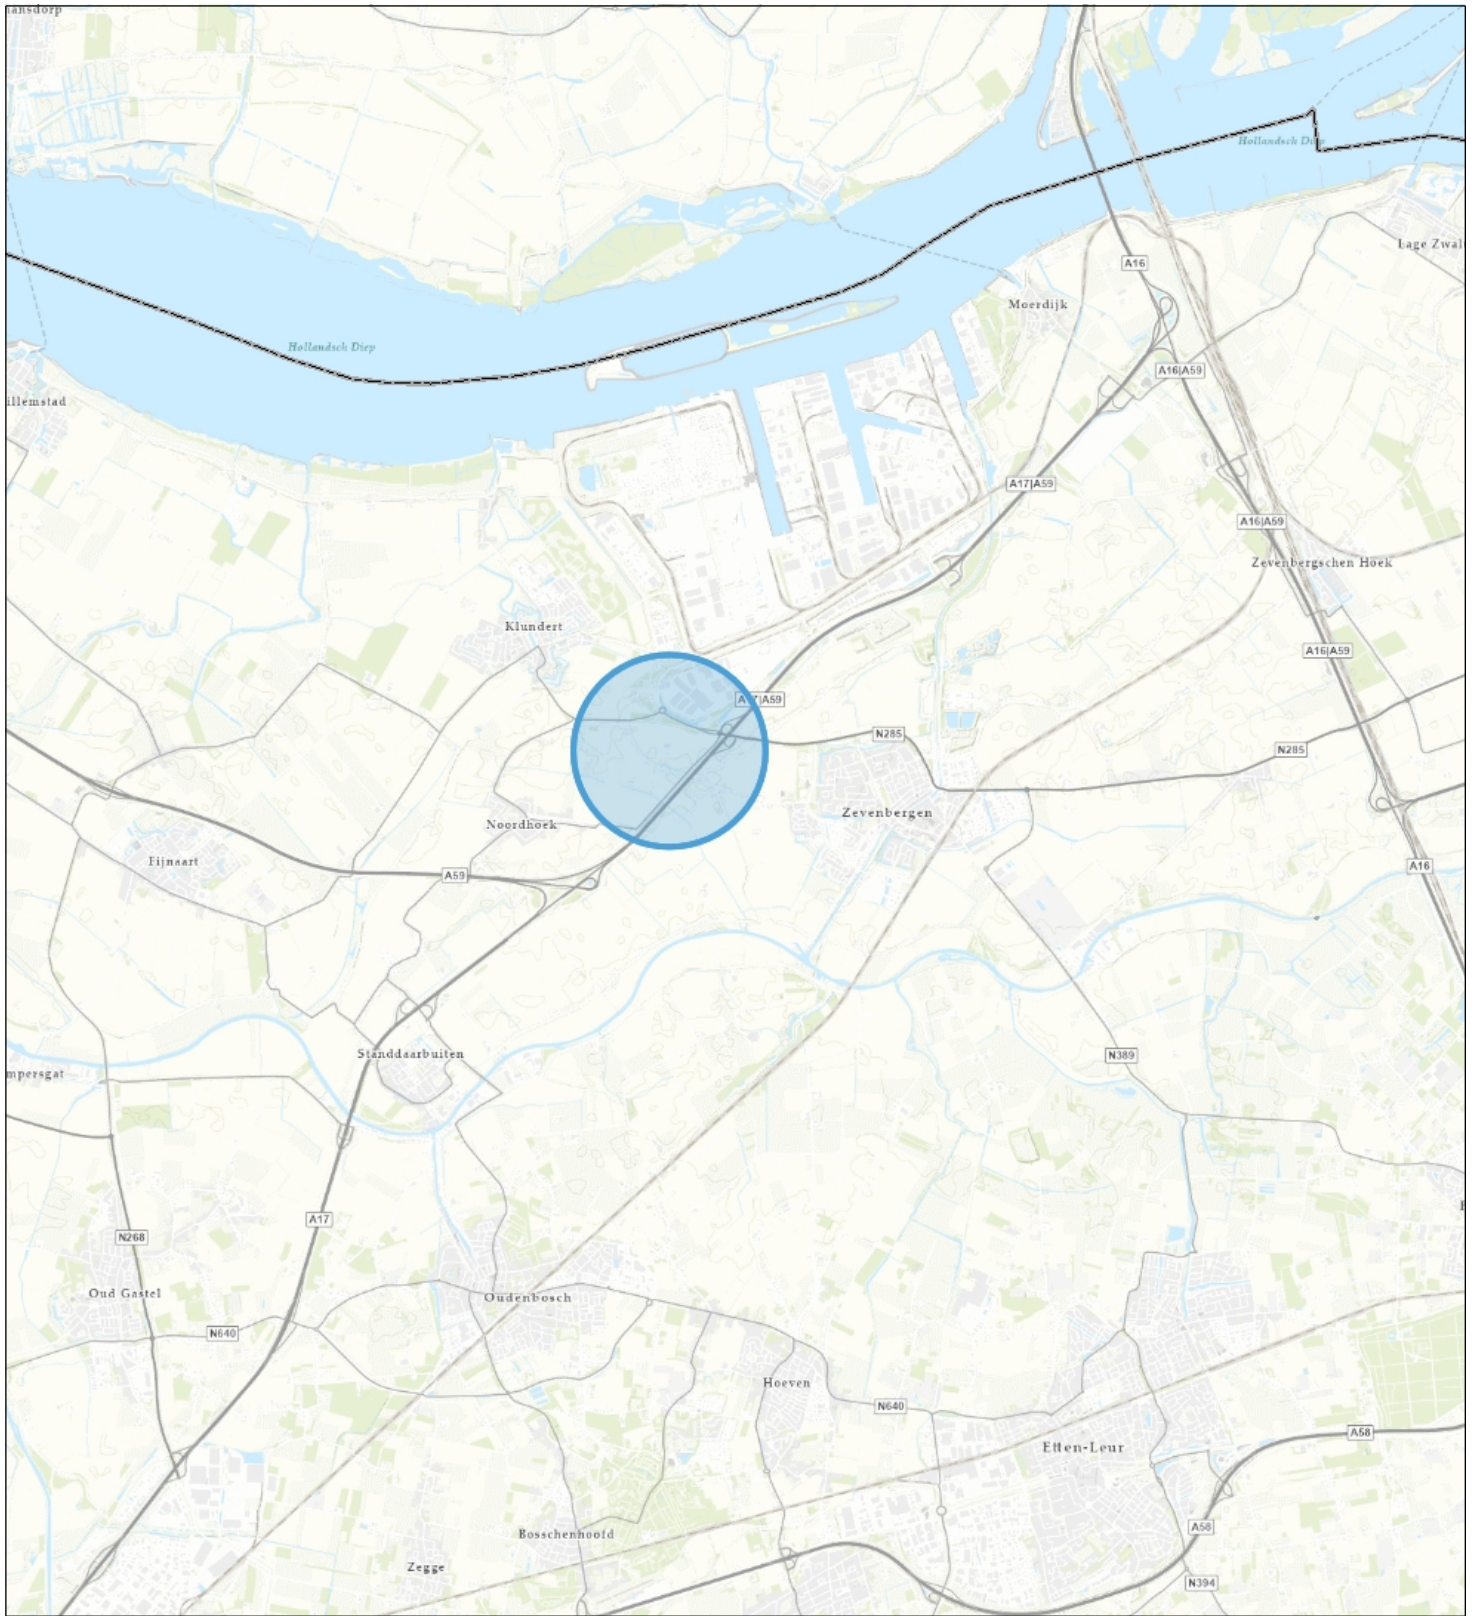 Hollandsch Diep
A16
Moerdijk
Hollandsch Diep
A16|A59
A17|A59
A16|A59
Zevenbergschen Hoek
Klundert
A16|A59
N285
N285
Zevenbergen
Noordhoek
Fijnaart
A59
A16
Standdaarbuiten
N389
A17
N268
Oud Gastel
Oudenbosch
N640
Hoeven
N640
A58
Etten-Leur
A58
Bosschenhoofd
Zegge
N394